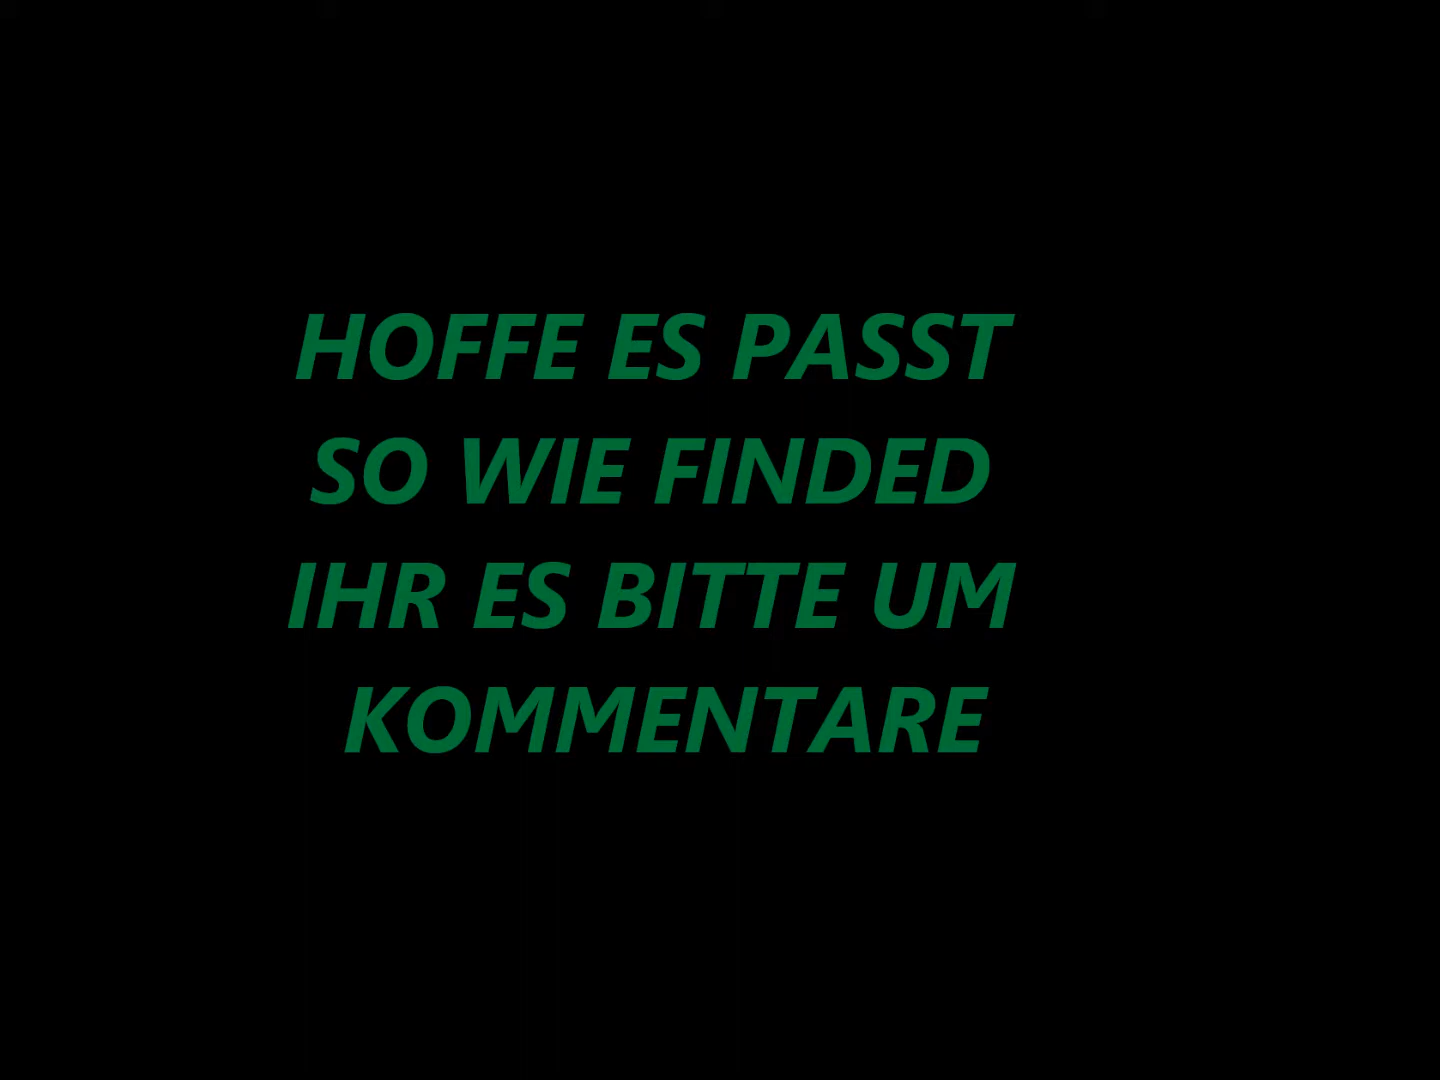 HOFFE ES PASST
SO WIE FINDED
IHR ES BITTE UM
KOMMENTARE